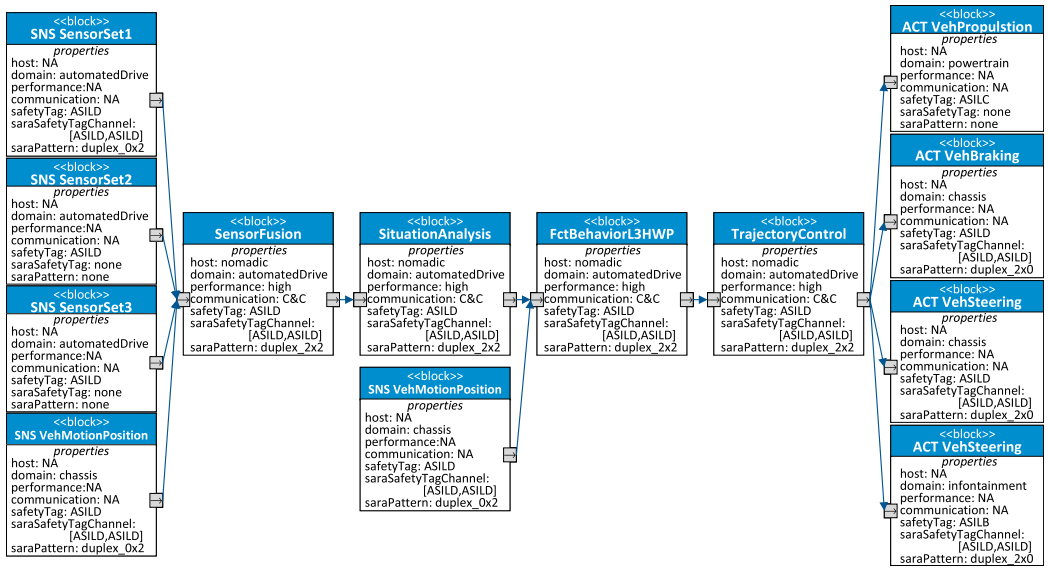 <<block>>
SNS SensorSet1
properties
host: NA
domain: automatedDrive
performance:NA
communication: NA
safetyTag: ASILD
saraSafetyTagChannel:
[ASILD,ASILD]
saraPattern: duplex_0x2
<<block>>
SNS SensorSet2
properties
host: NA
domain: automatedDrive
performance:NA
communication: NA
safetyTag: ASILD
saraSafetyTag: none
saraPattern: none
<<block>>
SNS SensorSet3
properties
host: NA
domain: automatedDrive
performance:NA
communication: NA
safetyTag: ASILD
saraSafetyTag: none
saraPattern: none
<<block>>
SNS VehMotionPosition
properties
host: NA
domain: chassis
performance:NA
communication: NA
safetyTag: ASILD
saraSafetyTagChannel:
[ASILD,ASILD]
saraPattern: duplex_0x2
<<block>>
SensorFusion
properties
host: nomadic
domain: automatedDrive
performance: high
communication: C&C
safetyTag: ASILD
saraSafetyTagChannel:
[ASILD,ASILD]
saraPattern: duplex_2x2
<<block>>
SituationAnalysis
properties
host: nomadic
domain: automatedDrive
performance: high
communication: C&C
safetyTag: ASILD
saraSafetyTagChannel:
[ASILD,ASILD]
saraPattern: duplex_2x2
<<block>>
SNS VehMotionPosition
properties
host: NA
domain: chassis
performance:NA
communication: NA
safetyTag: ASILD
saraSafetyTagChannel:
[ASILD,ASILD]
saraPattern: duplex_0x2
<<block>>
FctBehaviorL3HWP
properties
host: nomadic
domain: automatedDrive
performance: high
communication: C&C
safetyTag: ASILD
saraSafetyTagChannel:
[ASILD,ASILD]
saraPattern: duplex_2x2
<<block>>
TrajectoryControl
properties
host: nomadic
domain: automatedDrive
performance: high
communication: C&C
safetyTag: ASILD
saraSafetyTagChannel:
[ASILD,ASILD]
saraPattern: duplex_2x2
<<block>>
ACT VehPropulstion
properties
host: NA
domain: powertrain
performance: NA
communication: NA
safetyTag: ASILC
saraSafetyTag: none
saraPattern: none
<<block>>
ACT VehBraking
properties
host: NA
domain: chassis
performance: NA
communication: NA
safetyTag: ASILD
saraSafetyTagChannel:
[ASILD,ASILD]
saraPattern: duplex_2x0
<<block>>
ACT VehSteering
properties
host: NA
domain: chassis
performance: NA
communication: NA
safetyTag: ASILD
saraSafetyTagChannel:
[ASILD,ASILD]
saraPattern: duplex_2x0
<<block>>
ACT VehSteering
properties
host: NA
domain: infontainment
performance: NA
communication: NA
safetyTag: ASILB
saraSafetyTagChannel:
[ASILD,ASILD]
saraPattern: duplex_2x0